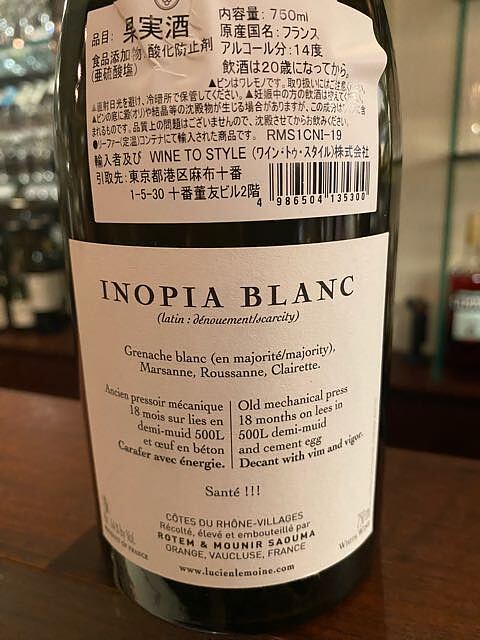 品目: 果実酒
内容量: 750ml
原産国名: フランス
食品添加物: 酸化防止剤
(亜硫酸塩)
アルコール分: 14度
飲酒は20歳になってから。
▲ビンはワレモノです。取り扱いにはご注意
▲直射日光を避け、冷暗所で保管してください。▲妊娠中の方の飲酒は
▲ビンの底に澱(オリ)や結晶等の沈殿物が生じる場合がありますが、この成分は
まれるものです。品質上の問題はございませんので、沈殿させてからお飲みください。
●リーファー(定温)コンテナにて輸入された商品です。 RMS1CNI-19
輸入者及び WINE TO STYLE (ワイン・トゥ・スタイル)株式会社
引取先: 東京都港区麻布十番
1-5-30 十番董友ビル2階
4 986504 135300
INOPIA BLANC
(latin : dénouement/scarcity)
Grenache blanc (en majorité/majority),
Marsanne, Roussanne, Clairette.
Ancien pressoir mécanique
18 mois sur lies en
demi-muid 500L
et œuf en béton
Carafer avec énergie.
Old mechanical press
18 months on lees in
500L demi-muid
and cement egg
Decant with vim and vigor.
Santé !!!
CÔTES DU RHÔNE-VILLAGES
Récolté, élevé et embouteillé par
ROTEM & MOUNIR SAOUMA
ORANGE, VAUCLUSE, FRANCE
www.lucienlemoine.com
OF FRANCE
WHITE WINE